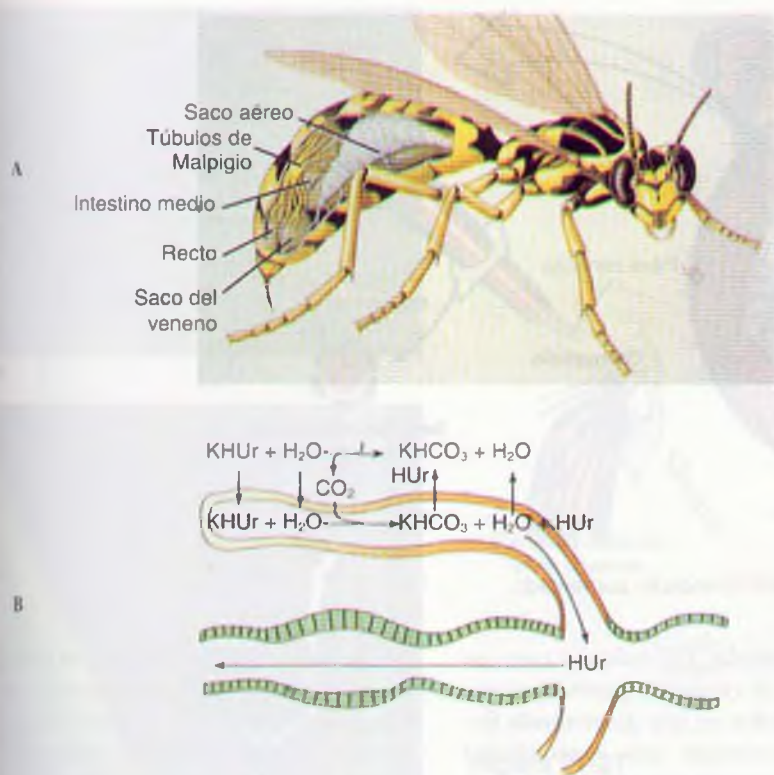 A
Saco aéreo
Túbulos de
Malpigio
Intestino medio
Recto
Saco del
veneno
B
KHUr + H₂O → KHCO₃ + H₂O
HUr
CO₂
KHUr + H₂O → KHCO₃ + H₂O + HUr
HUr